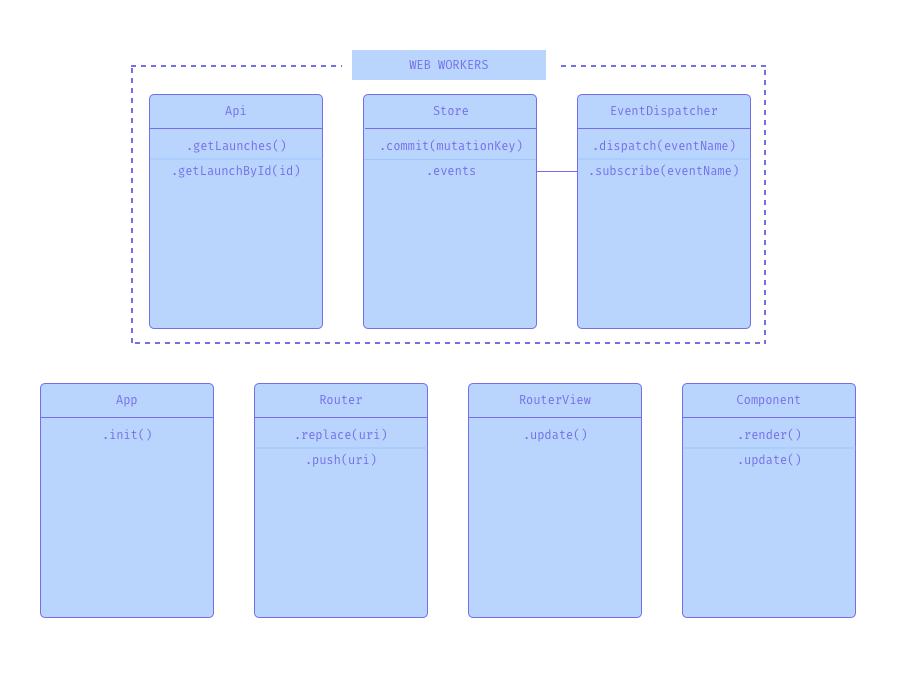 WEB WORKERS
Api
.getLaunches()
.getLaunchById(id)
Store
.commit(mutationKey)
.events
EventDispatcher
.dispatch(eventName)
.subscribe(eventName)
App
.init()
Router
.replace(uri)
.push(uri)
RouterView
.update()
Component
.render()
.update()